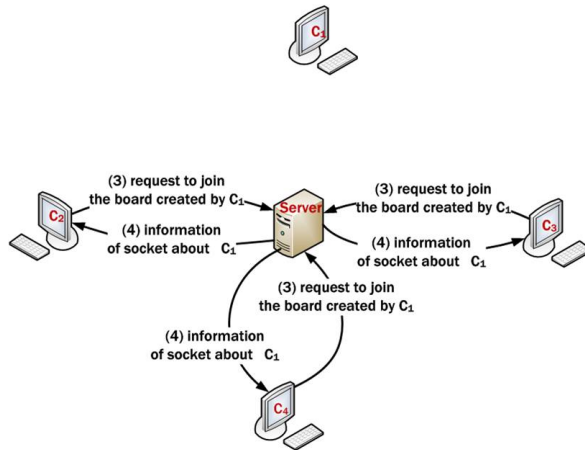 C₁
(3) request to join
the board created by C₁
(3) request to join
the board created by C₁
Server
C₂
C₃
(4) information
of socket about C₁
(4) information
of socket about C₁
(3) request to join
the board created by C₁
(4) information
of socket about C₁
C₄